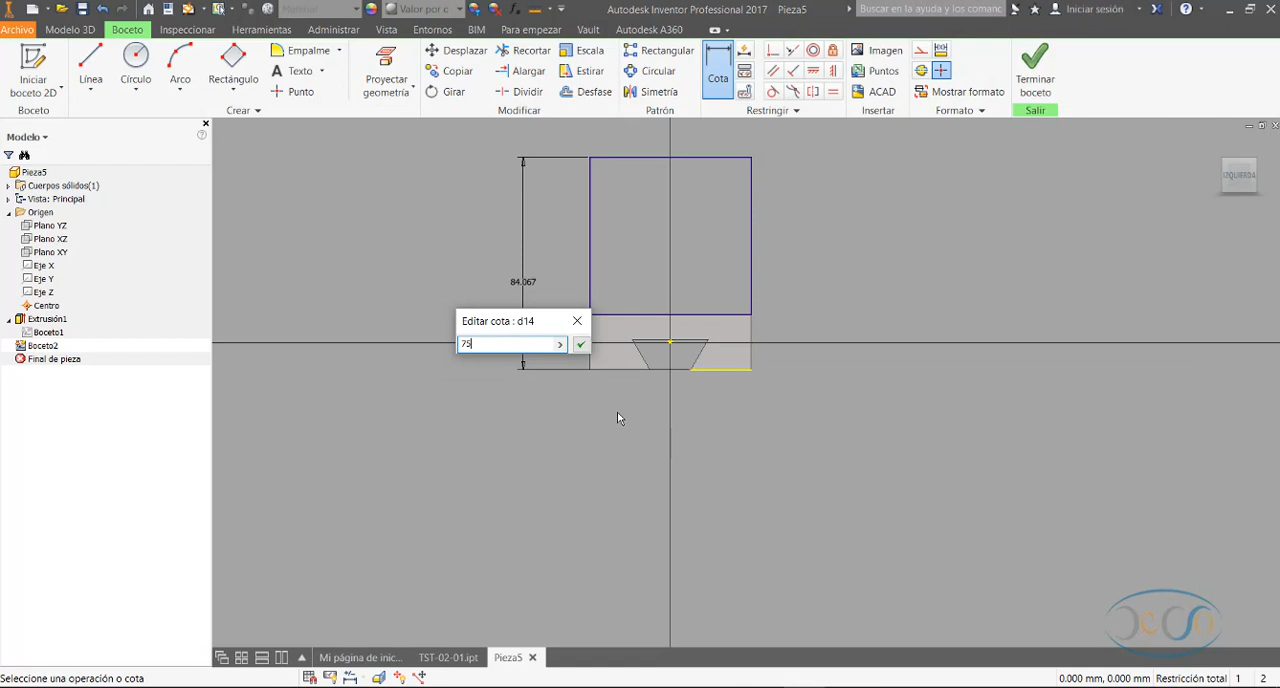 Material
Valor por c
Autodesk Inventor Professional 2017 Pieza5
Buscar en la ayuda y los comanc
Iniciar sesión
Archivo Modelo 3D Boceto Inspeccionar Herramientas Administrar Vista Entornos BIM Para empezar Vault Autodesk A360
Iniciar
boceto 2D
Boceto
Línea
Círculo
Arco
Rectángulo
Empalme
Texto
Punto
Crear
Proyectar
geometría
Desplazar Recortar Escala
Copiar Alargar Estirar
Girar Dividir Desfase
Modificar
Rectangular
Circular
Simetría
Patrón
Cota
Restringir
Imagen
Puntos
ACAD
Insertar
Mostrar formato
Formato
Terminar
boceto
Salir
Modelo
Pieza5
Cuerpos sólidos(1)
Vista: Principal
Origen
Plano YZ
Plano XZ
Plano XY
Eje X
Eje Y
Eje Z
Centro
Extrusión1
Boceto1
Boceto2
Final de pieza
IZQUIERDA
84.067
Editar cota : d14
75
Mi página de inic...
TST-02-01.ipt
Pieza5
Seleccione una operación o cota
0.000 mm, 0.000 mm Restricción total 1 2